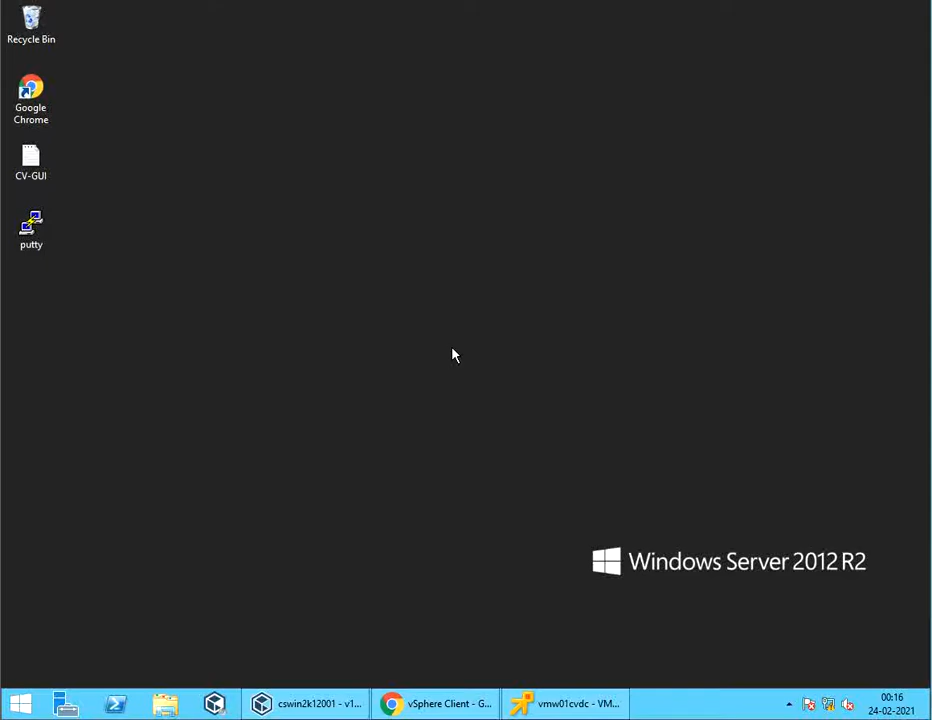 Recycle Bin
Google
Chrome
CV-GUI
putty
Windows Server 2012 R2
cswin2k12001 - v1...
vSphere Client - G...
vmw01cvdc - VM...
00:16
24-02-2021